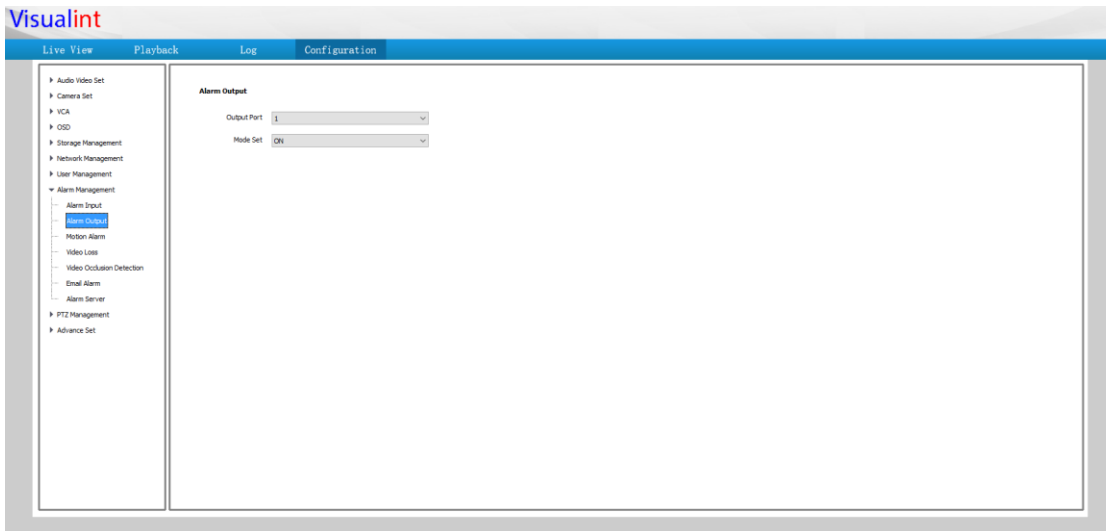 Visualint
Live View Playback Log Configuration
Audio Video Set
Camera Set
VCA
OSD
Storage Management
Network Management
User Management
Alarm Management
Alarm Input
Alarm Output
Motion Alarm
Video Loss
Video Occlusion Detection
Email Alarm
Alarm Server
PTZ Management
Advance Set
Alarm Output
Output Port 1
Mode Set ON